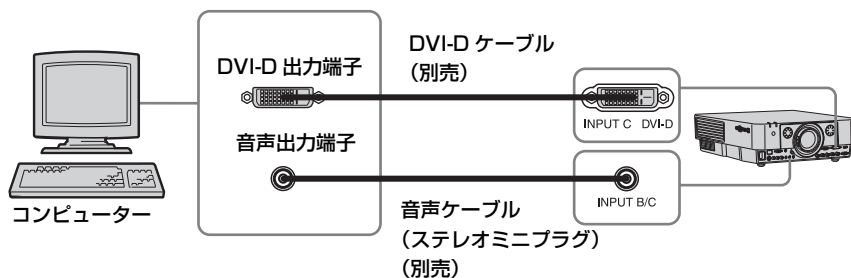 DVI-D ケーブル
（別売）
DVI-D 出力端子
INPUT C DVI-D
音声出力端子
INPUT B/C
コンピューター
音声ケーブル
（ステレオミニプラグ）
（別売）